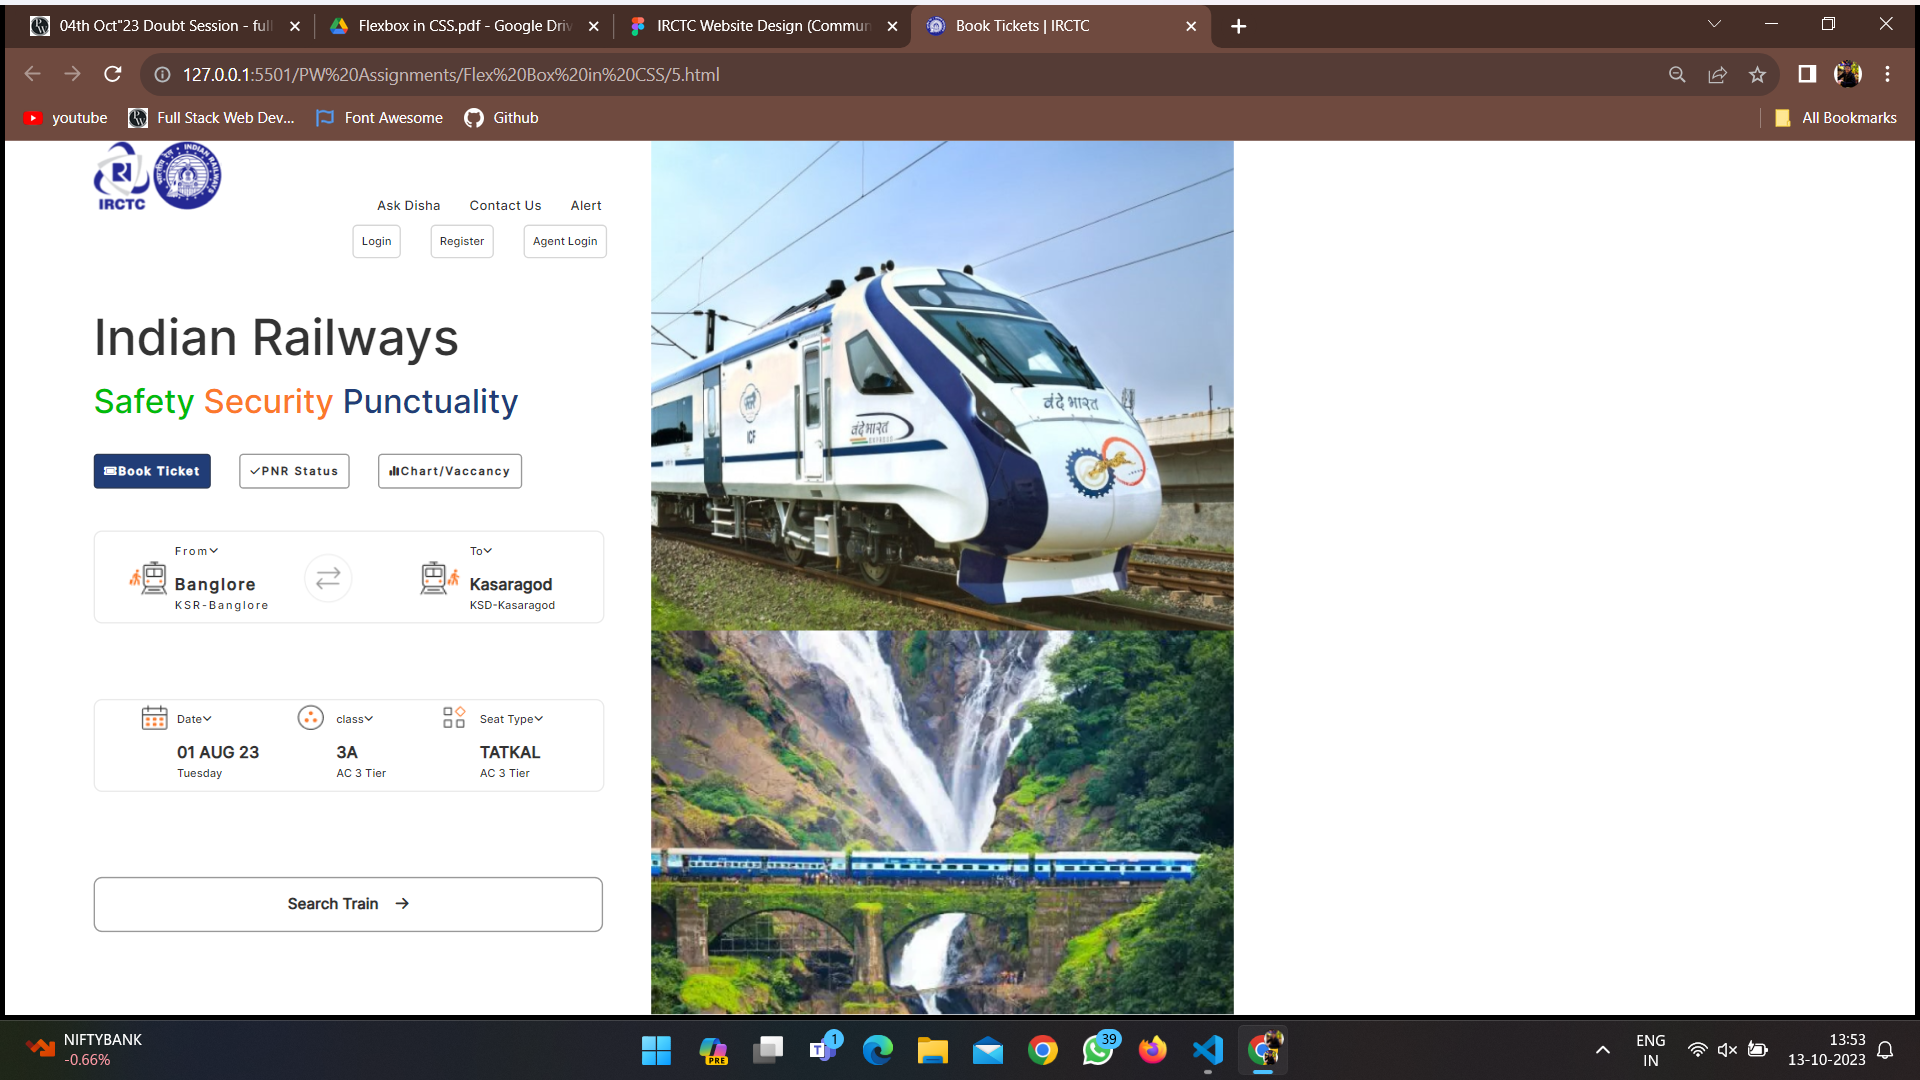 04th Oct"23 Doubt Session - full
Flexbox in CSS.pdf - Google Driv
IRCTC Website Design (Commun
Book Tickets | IRCTC
127.0.0.1:5501/PW%20Assignments/Flex%20Box%20in%20CSS/5.html
youtube
Full Stack Web Dev...
Font Awesome
Github
All Bookmarks
IRCTC
INDIAN RAILWAYS
Ask Disha
Contact Us
Alert
Login
Register
Agent Login
Indian Railways
Safety Security Punctuality
Book Ticket
PNR Status
Chart/Vaccancy
From
Banglore
KSR-Banglore
To
Kasaragod
KSD-Kasaragod
Date
01 AUG 23
Tuesday
class
3A
AC 3 Tier
Seat Type
TATKAL
AC 3 Tier
Search Train
वंदे भारत
वंदे भारत
EXPRESS
ICF
NIFTYBANK
-0.66%
PRE
1
39
ENG
IN
13:53
13-10-2023